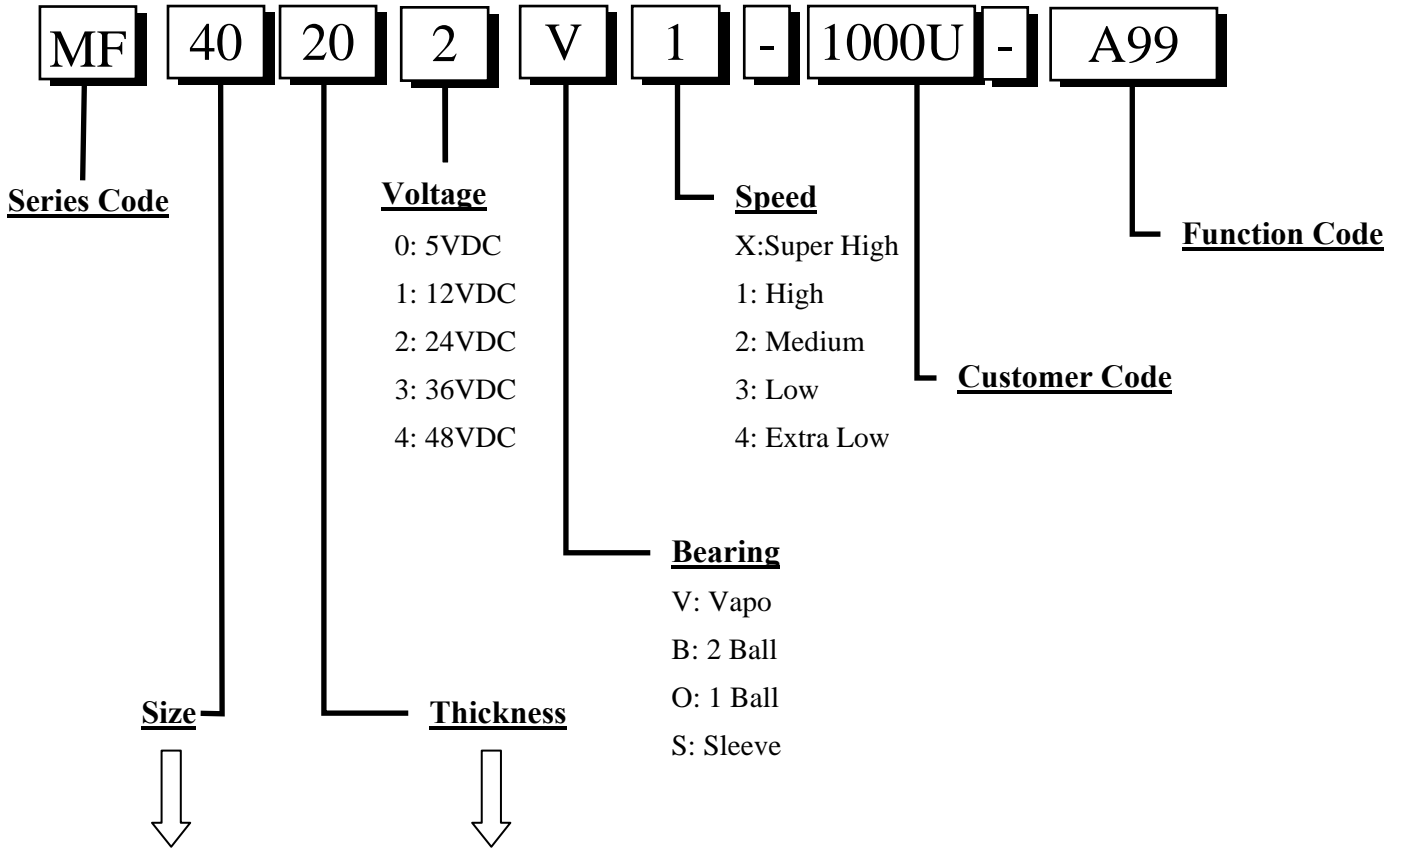 MF 40 20 2 V 1 - 1000U - A99
Series Code
Voltage
0: 5VDC
1: 12VDC
2: 24VDC
3: 36VDC
4: 48VDC
Speed
X:Super High
1: High
2: Medium
3: Low
4: Extra Low
Function Code
Customer Code
Bearing
V: Vapo
B: 2 Ball
O: 1 Ball
S: Sleeve
Size
Thickness